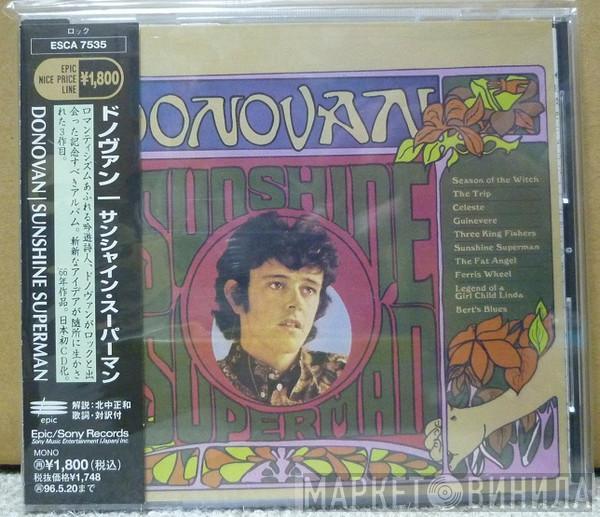 ロック
ESCA 7535
EPIC
NICE PRICE
LINE
¥1,800
ドノヴァン|サンシャイン・スーパーマン
ロマンティシズムあふれる吟遊詩人、ドノヴァンがロックと出
会った記念すべきアルバム。斬新なアイデアが随所に生かさ
れた3作目。
'66年作品。日本初CD化。
DONOVAN|SUNSHINE SUPERMAN
epic
解説:北中正和
歌詞・対訳付
Epic/Sony Records
Sony Music Entertainment (Japan) Inc.
MONO
¥1,800(税込)
税抜価格¥1,748
96.5.20まで
DONOVAN
SUNSHINE
SUPERMAN
Season of the Witch
The Trip
Celeste
Guinevere
Three King Fishers
Sunshine Superman
The Fat Angel
Ferris Wheel
Legend of a
Girl Child Linda
Bert's Blues
МАРКЕТ ВИНИЛА